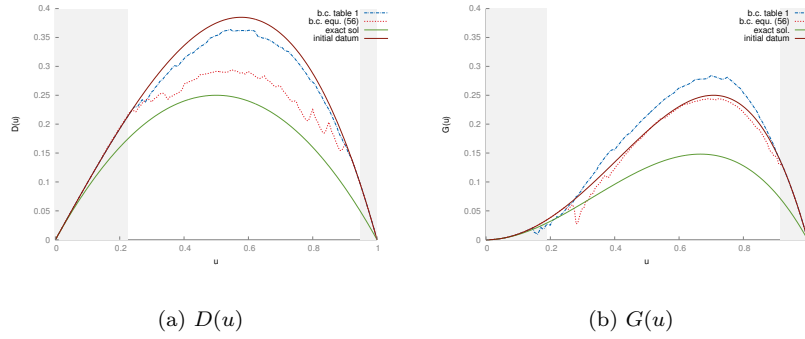 b.c. table 1
b.c. equ. (56)
exact sol.
initial datum
0.4
0.35
0.3
0.25
0.2
0.15
0.1
0.05
0
D(u)
0 0.2 0.4 0.6 0.8 1
u
b.c. table 1
b.c. equ. (56)
exact sol.
initial datum
0.4
0.35
0.3
0.25
0.2
0.15
0.1
0.05
0
G(u)
0 0.2 0.4 0.6 0.8
u
(a) D(u)
(b) G(u)